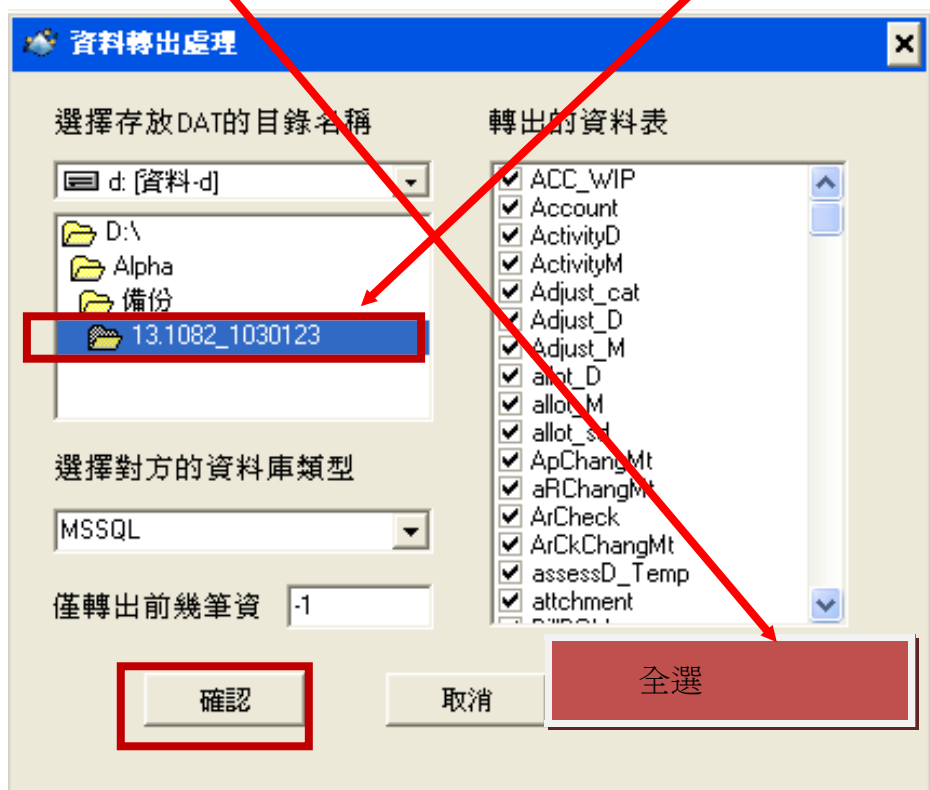 資料轉出處理
選擇存放DAT的目錄名稱
d: [資料-d]
D:\
Alpha
備份
13.1082_1030123
選擇對方的資料庫類型
MSSQL
僅轉出前幾筆資
-1
轉出的資料表
ACC_WIP
Account
ActivityD
ActivityM
Adjust_cat
Adjust_D
Adjust_M
allot_D
allot_M
allot_sd
ApChangMt
aRChangMt
ArCheck
ArCkChangMt
assessD_Temp
attchment
確認
取消
全選